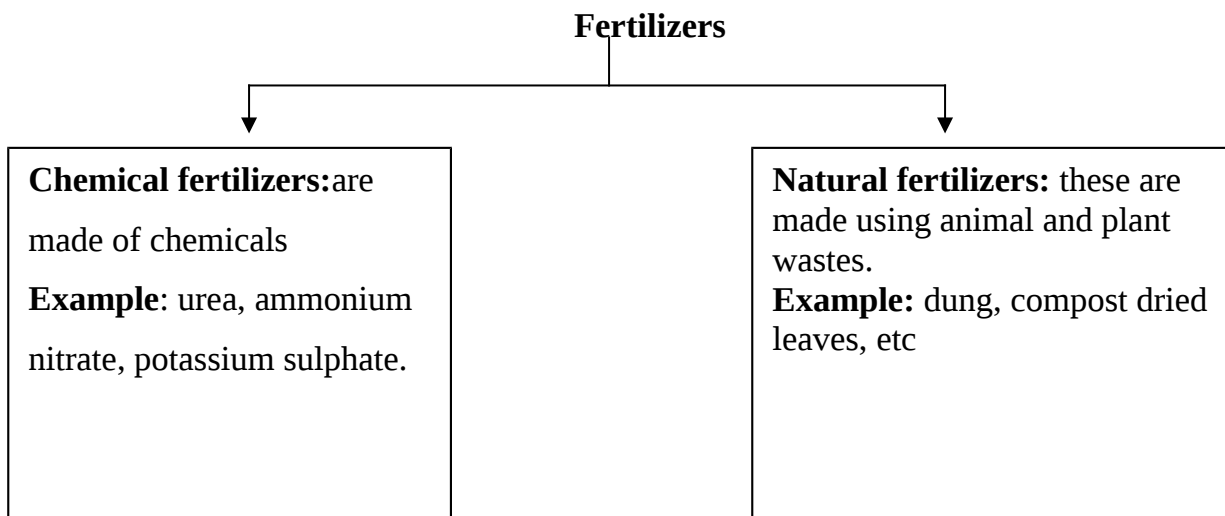 Fertilizers
Chemical fertilizers:are
made of chemicals
Example: urea, ammonium
nitrate, potassium sulphate.
Natural fertilizers: these are
made using animal and plant
wastes.
Example: dung, compost dried
leaves, etc